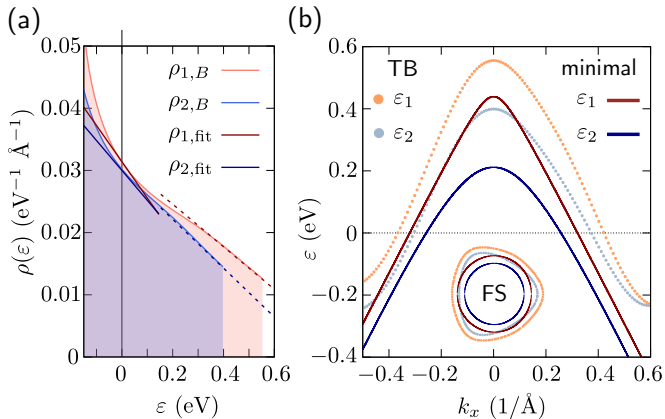 (a)
0.05
0.04
0.03
0.02
0.01
0
ρ(ε) (eV⁻¹ Å⁻¹)
ρ₁,B
ρ₂,B
ρ₁,fit
ρ₂,fit
0 0.2 0.4 0.6
ε (eV)
(b)
0.6
0.4
0.2
0
−0.2
−0.4
ε (eV)
TB minimal
ε₁ ε₁
ε₂ ε₂
FS
−0.4 −0.2 0 0.2 0.4 0.6
kₓ (1/Å)